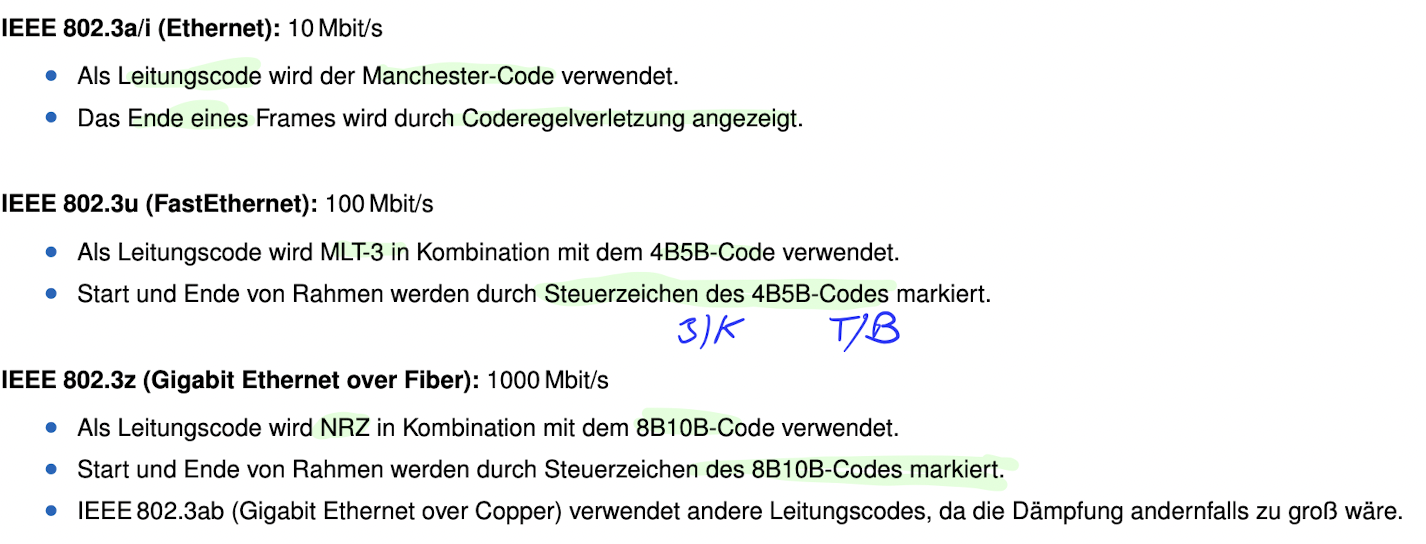 IEEE 802.3a/i (Ethernet): 10 Mbit/s
• Als Leitungscode wird der Manchester-Code verwendet.
• Das Ende eines Frames wird durch Coderegelverletzung angezeigt.
IEEE 802.3u (FastEthernet): 100 Mbit/s
• Als Leitungscode wird MLT-3 in Kombination mit dem 4B5B-Code verwendet.
• Start und Ende von Rahmen werden durch Steuerzeichen des 4B5B-Codes markiert.
3/K T/B
IEEE 802.3z (Gigabit Ethernet over Fiber): 1000 Mbit/s
• Als Leitungscode wird NRZ in Kombination mit dem 8B10B-Code verwendet.
• Start und Ende von Rahmen werden durch Steuerzeichen des 8B10B-Codes markiert.
• IEEE 802.3ab (Gigabit Ethernet over Copper) verwendet andere Leitungscodes, da die Dämpfung andernfalls zu groß wäre.